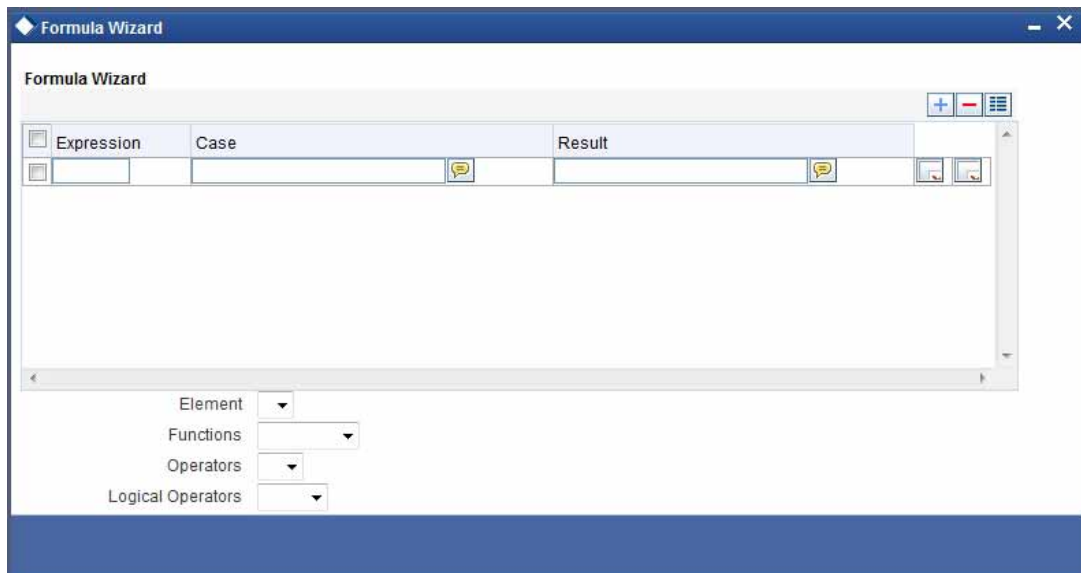 Formula Wizard
Formula Wizard
Expression Case Result
Element
Functions
Operators
Logical Operators